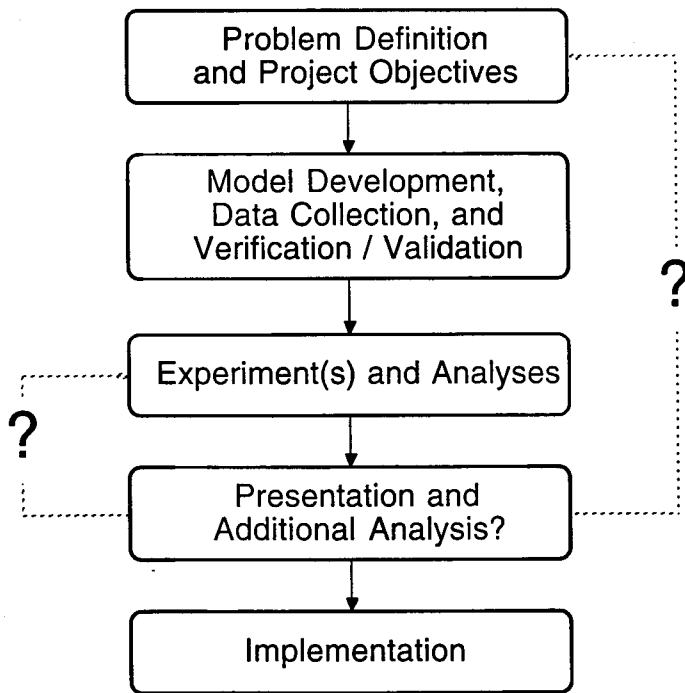 Problem Definition
and Project Objectives
Model Development,
Data Collection, and
Verification / Validation
?
Experiment(s) and Analyses
?
Presentation and
Additional Analysis?
Implementation